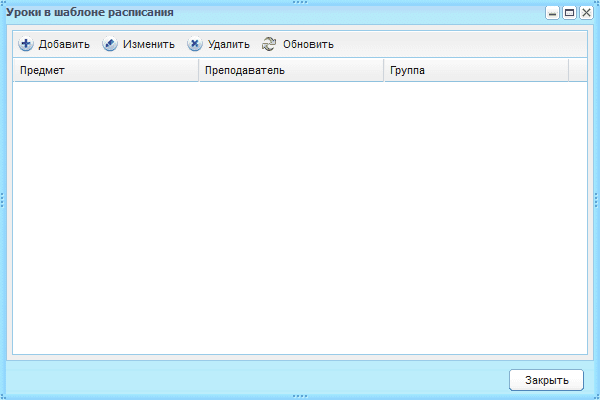 Уроки в шаблоне расписания
Добавить Изменить Удалить Обновить
Предмет Преподаватель Группа
Закрыть